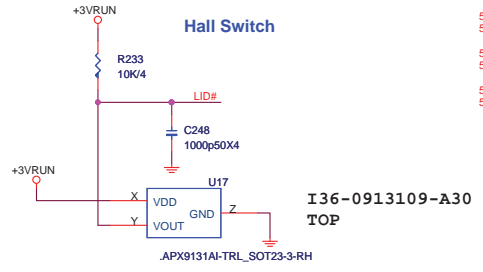 +3VRUN
Hall Switch
R233
10K/4
LID#
C248
1000p50X4
+3VRUN
U17
X
VDD
GND
Z
Y
VOUT
I36-0913109-A30
TOP
.APX9131AI-TRL_SOT23-3-RH